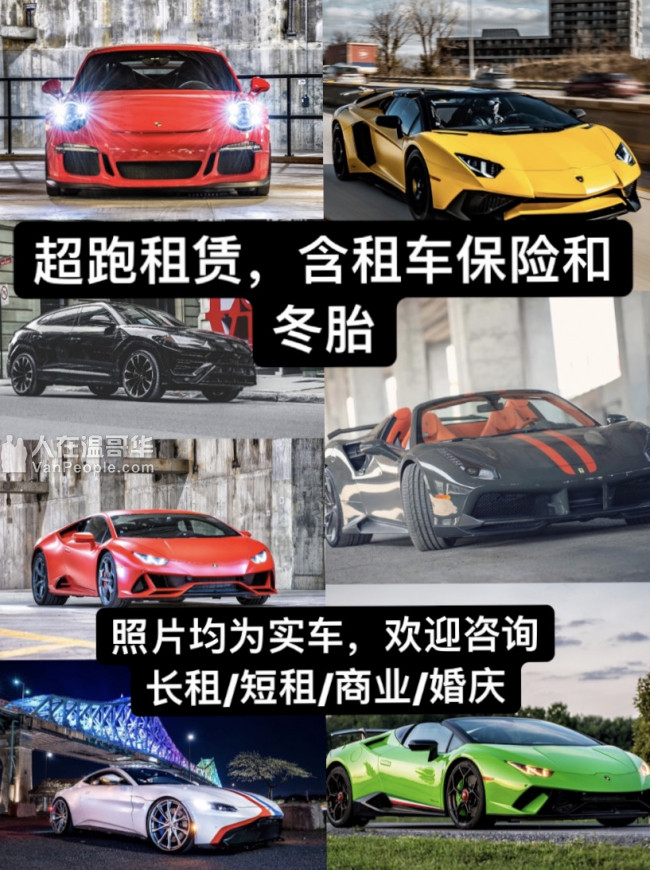 超跑租赁，含租车保险和
冬胎
人在温哥华
VanPeople.com
照片均为实车，欢迎咨询
长租/短租/商业/婚庆